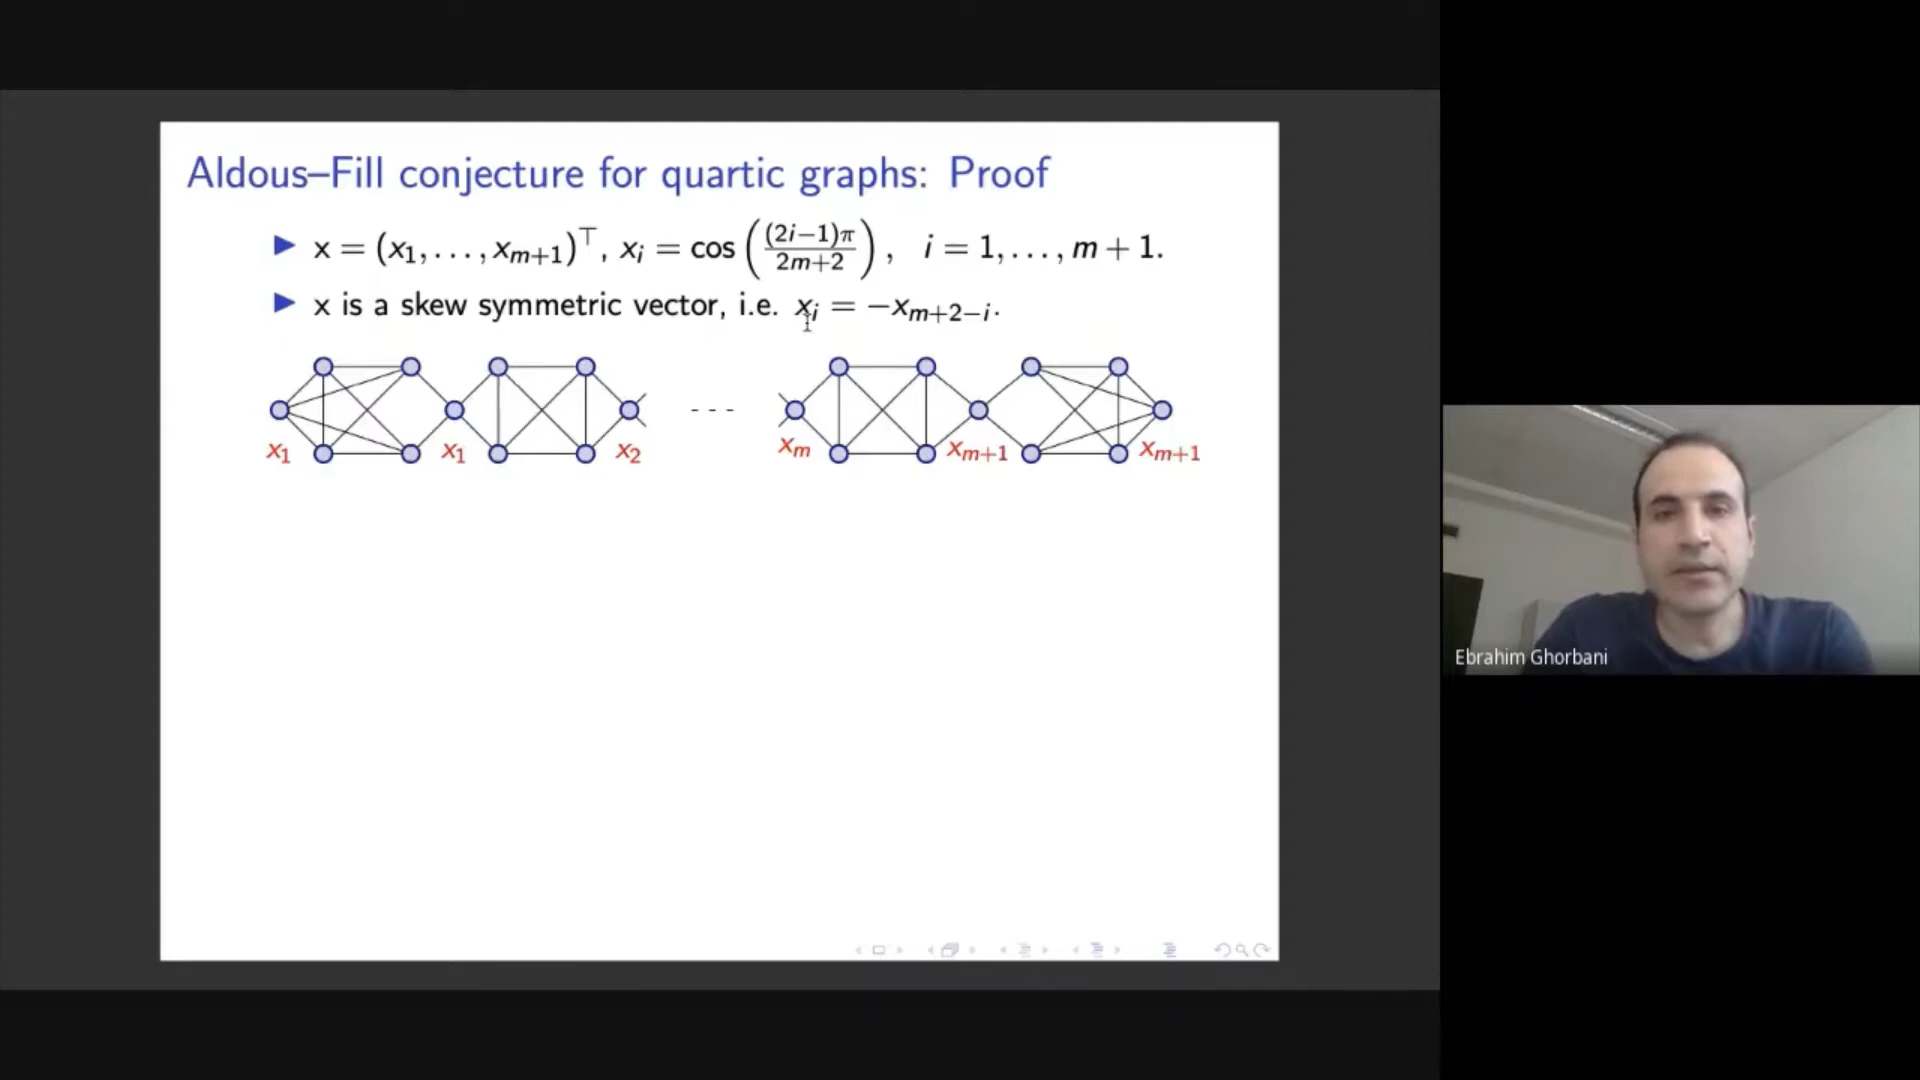 Aldous–Fill conjecture for quartic graphs: Proof
x = (x₁, …, xₘ₊₁)ᵀ, xᵢ = cos((2i−1)π / 2m+2), i = 1, …, m + 1.
x is a skew symmetric vector, i.e. xᵢ = −xₘ₊₂₋ᵢ.
x₁ x₁ x₂ - - - xₘ xₘ₊₁ xₘ₊₁
Ebrahim Ghorbani